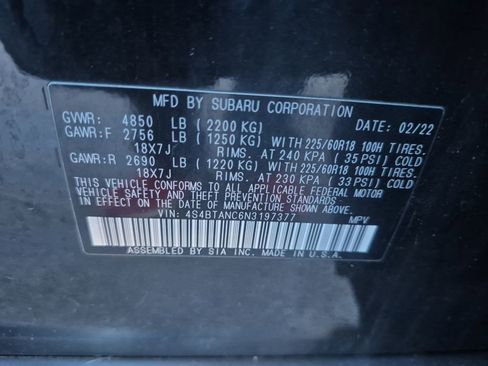 MFD BY SUBARU CORPORATION
GVWR: 4850 LB ( 2200 KG) DATE: 02/22
GAWR:F 2756 LB ( 1250 KG) WITH 225/60R18 100H TIRES.
18X7J RIMS. AT 240 KPA ( 35 PSI) COLD
GAWR:R 2690 LB ( 1220 KG) WITH 225/60R18 100H TIRES.
18X7J RIMS. AT 230 KPA ( 33 PSI) COLD
THIS VEHICLE CONFORMS TO ALL APPLICABLE FEDERAL MOTOR
VEHICLE SAFETY AND THEFT PREVENTION STANDARDS
IN EFFECT ON THE DATE OF MANUFACTURE SHOWN ABOVE.
VIN: 4S4BTANC6N3197377 MPV
ASSEMBLED BY SIA INC. MADE IN U.S.A.